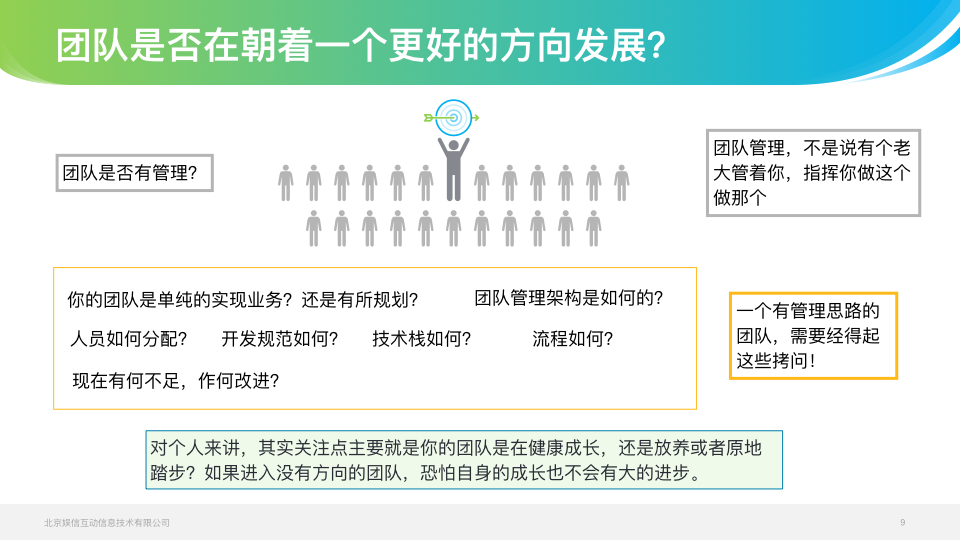 团队是否在朝着一个更好的方向发展？
团队是否有管理？
团队管理，不是说有个老
大管着你，指挥你做这个
做那个
你的团队是单纯的实现业务？还是有所规划？
团队管理架构是如何的？
人员如何分配？
开发规范如何？
技术栈如何？
流程如何？
现在有何不足，作何改进？
一个有管理思路的
团队，需要经得起
这些拷问！
对个人来讲，其实关注点主要就是你的团队是在健康成长，还是放养或者原地
踏步？如果进入没有方向的团队，恐怕自身的成长也不会有大的进步。
北京娱信互动信息技术有限公司
9